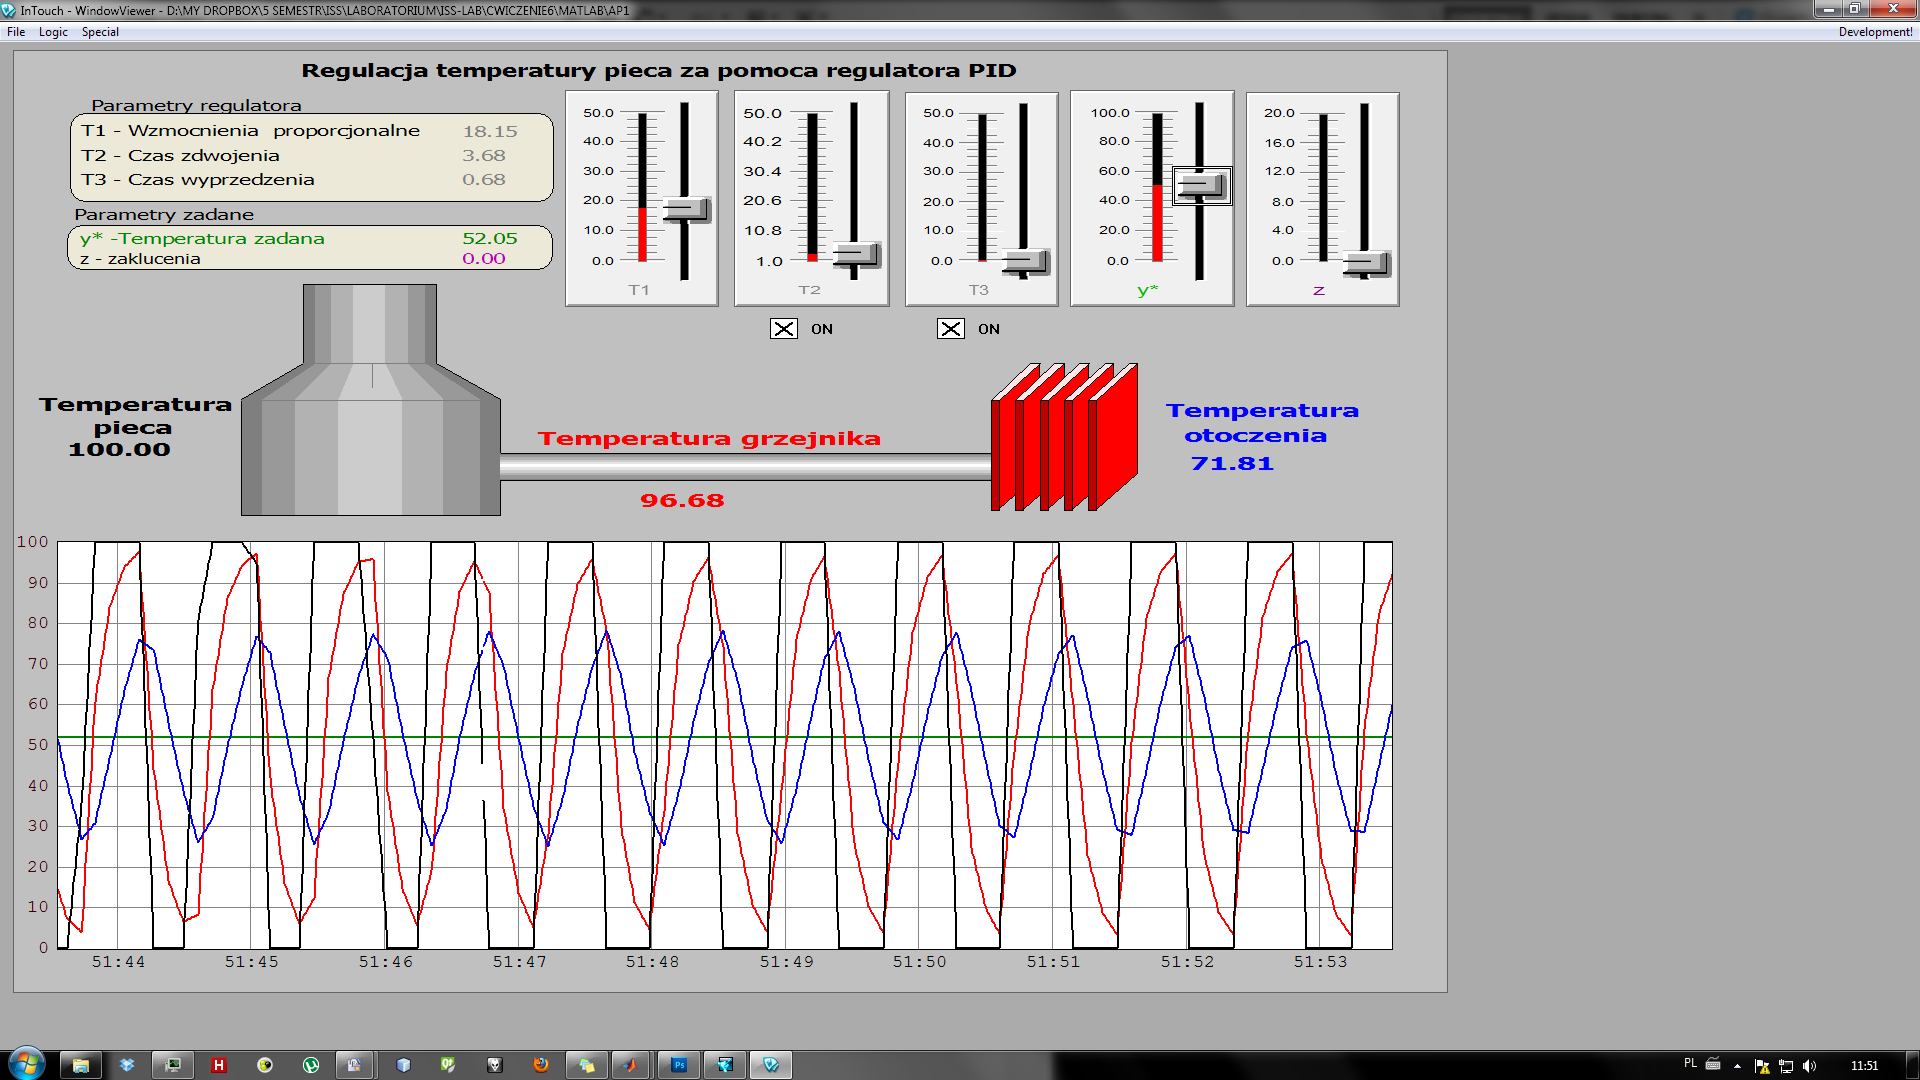 InTouch - WindowViewer - D:\MY DROPBOX\5 SEMESTR\ISS\LABORATORIUM\ISS-LAB\CWICZENIE6\MATLAB\AP1
File Logic Special Development!
Regulacja temperatury pieca za pomoca regulatora PID
Parametry regulatora
T1 - Wzmocnienia proporcjonalne 18.15
T2 - Czas zdwojenia 3.68
T3 - Czas wyprzedzenia 0.68
Parametry zadane
y* -Temperatura zadana 52.05
z - zaklucenia 0.00
50.0 50.0 50.0 100.0 20.0
40.0 40.2 40.0 80.0 16.0
30.0 30.4 30.0 60.0 12.0
20.0 20.6 20.0 40.0 8.0
10.0 10.8 10.0 20.0 4.0
0.0 1.0 0.0 0.0 0.0
T1 T2 T3 y* z
ON ON
Temperatura
pieca
100.00
Temperatura grzejnika
96.68
Temperatura
otoczenia
71.81
100
90
80
70
60
50
40
30
20
10
0
51:44 51:45 51:46 51:47 51:48 51:49 51:50 51:51 51:52 51:53
H
Ps
PL
11:51